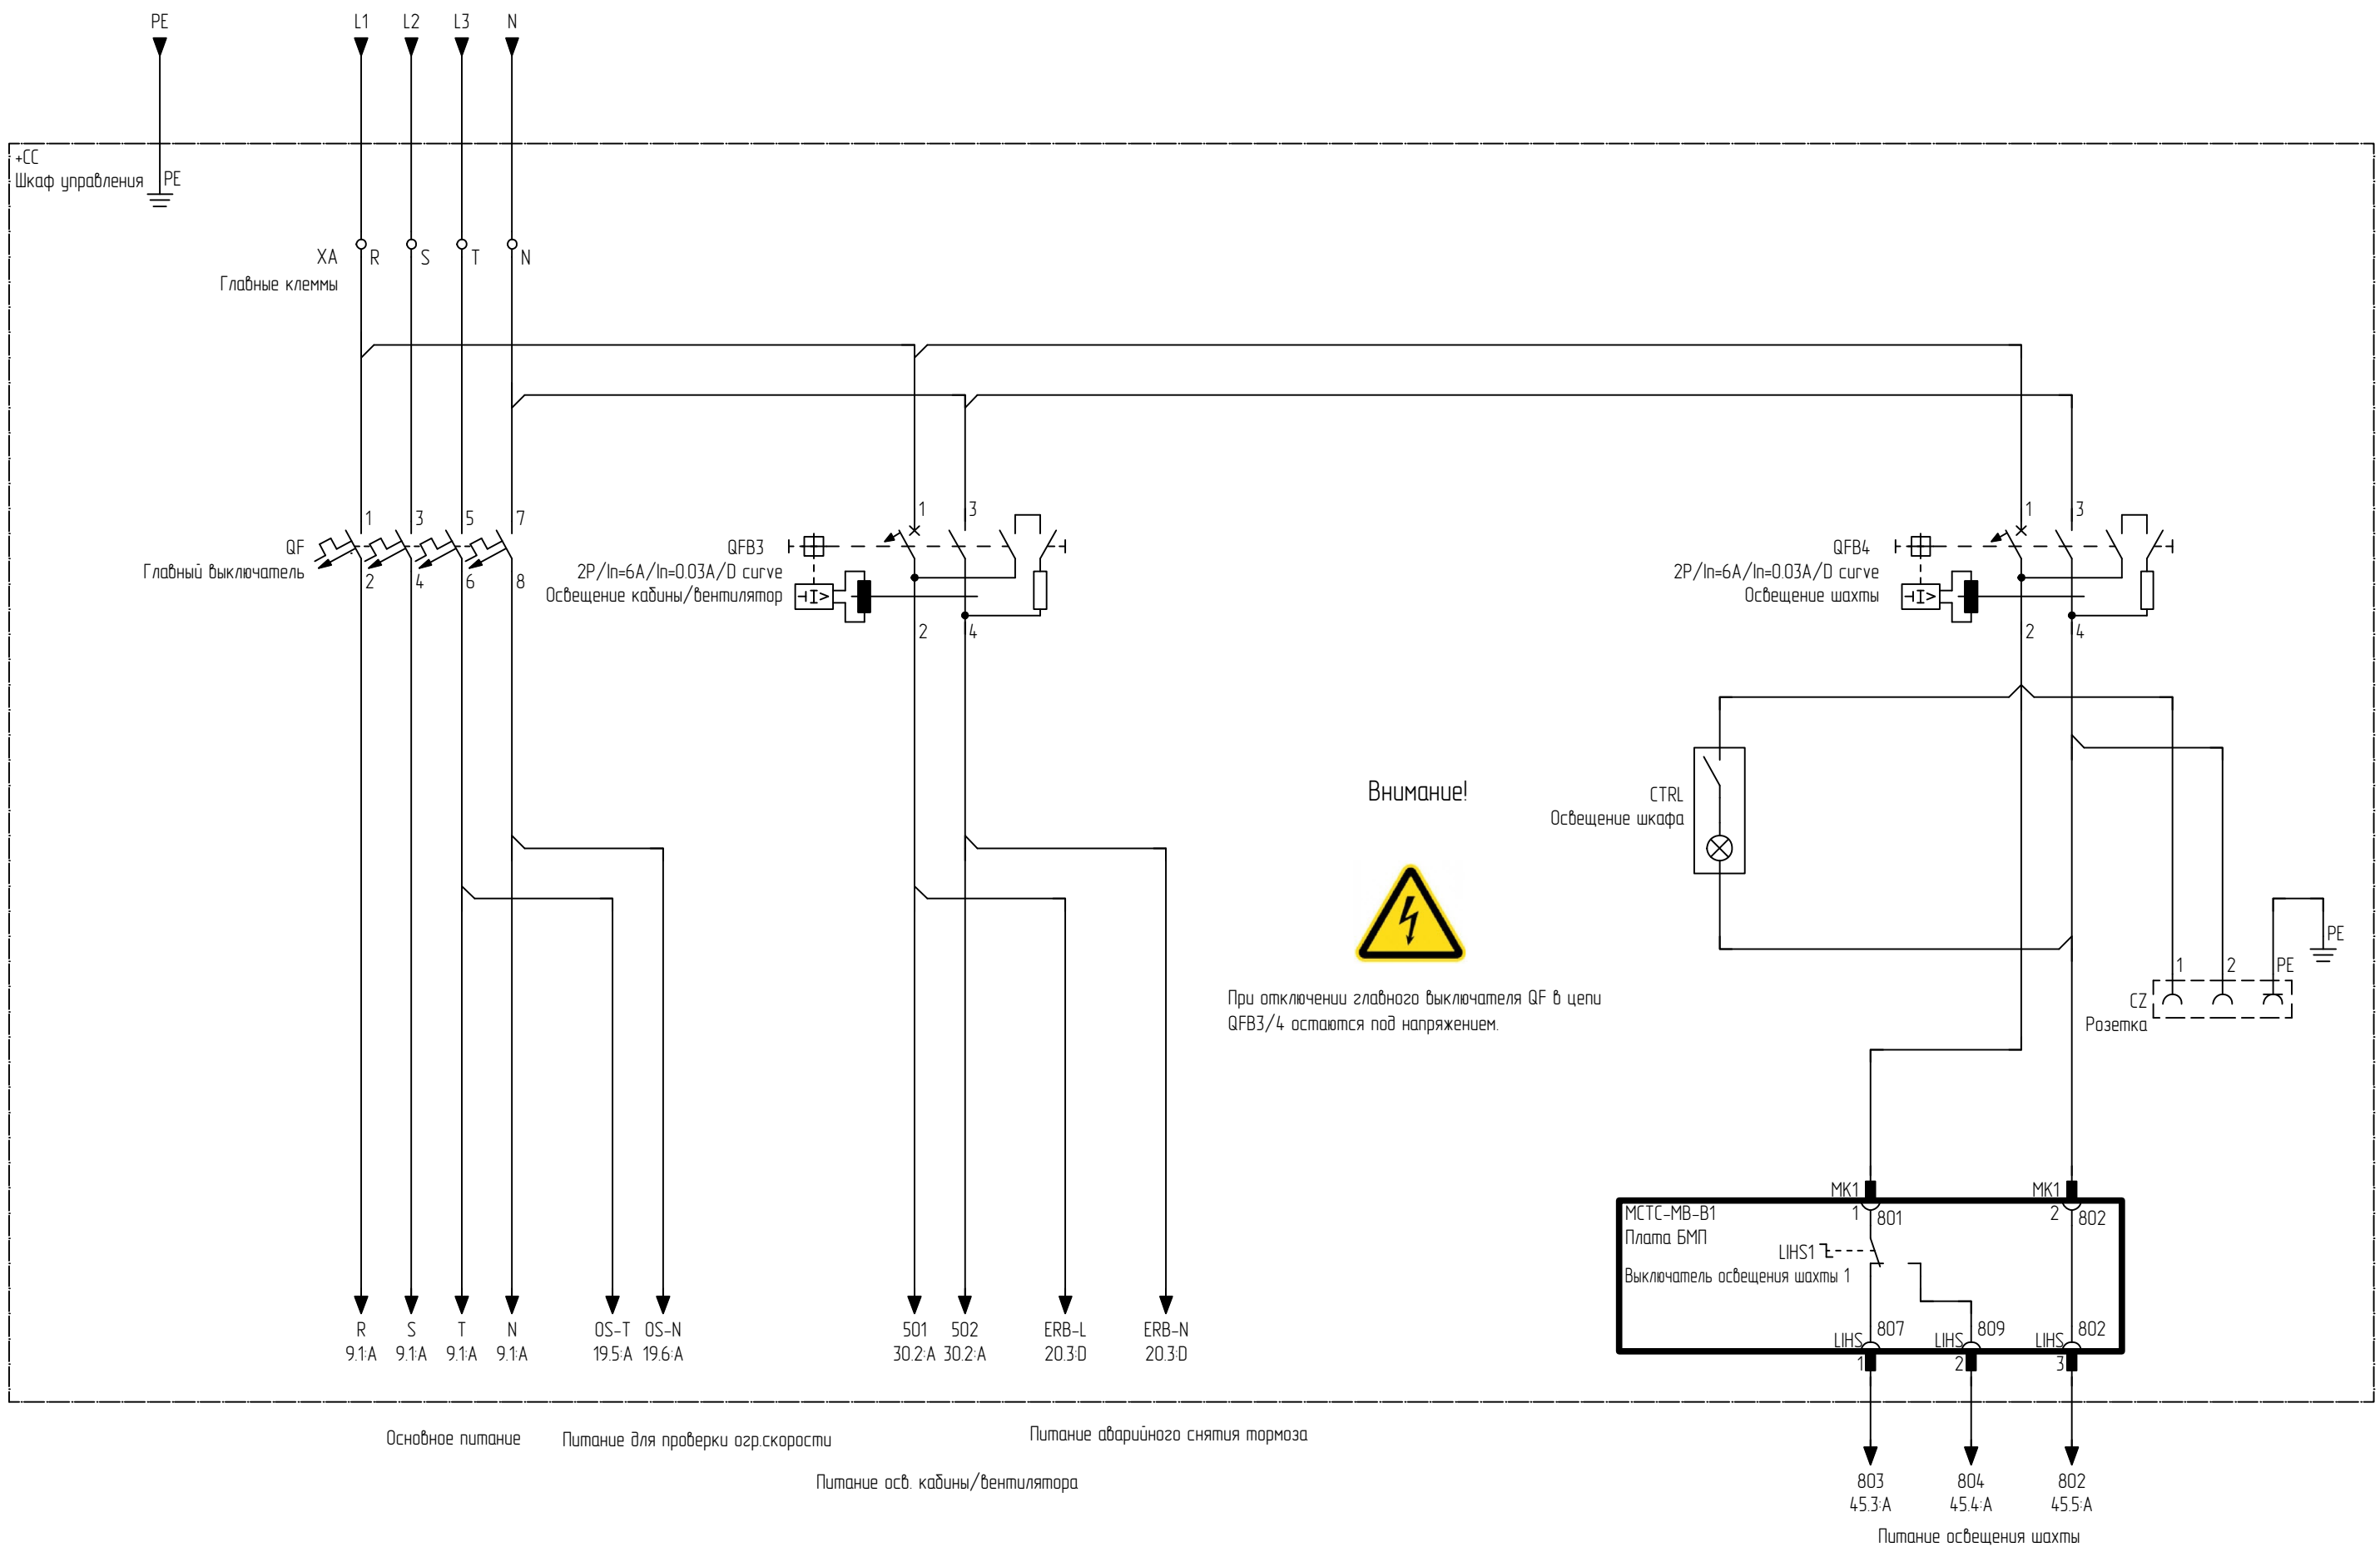 PE L1 L2 L3 N
+CC
Шкаф управления PE
XA R S T N
Главные клеммы
1 3 5 7
QF
Главный выключатель
2 4 6 8
1 3
QFB3
2P/In=6A/In=0.03A/D curve
Освещение кабины/вентилятор
I>
2 4
1 3
QFB4
2P/In=6A/In=0.03A/D curve
Освещение шахты
I>
2 4
Внимание!
При отключении главного выключателя QF в цепи
QFB3/4 остаются под напряжением.
CTRL
Освещение шкафа
PE
1 2 PE
CZ
Розетка
MK1 MK1
MCTC-MB-B1 1 801 2 802
Плата БМП
LIHS1
Выключатель освещения шахты 1
807 809 802
LIHS LIHS LIHS
1 2 3
R S T N OS-T OS-N 501 502 ERB-L ERB-N
9.1:A 9.1:A 9.1:A 9.1:A 19.5:A 19.6:A 30.2:A 30.2:A 20.3:D 20.3:D
Основное питание Питание для проверки огр.скорости Питание аварийного снятия тормоза
Питание осв. кабины/вентилятора
803 804 802
45.3:A 45.4:A 45.5:A
Питание освещения шахты